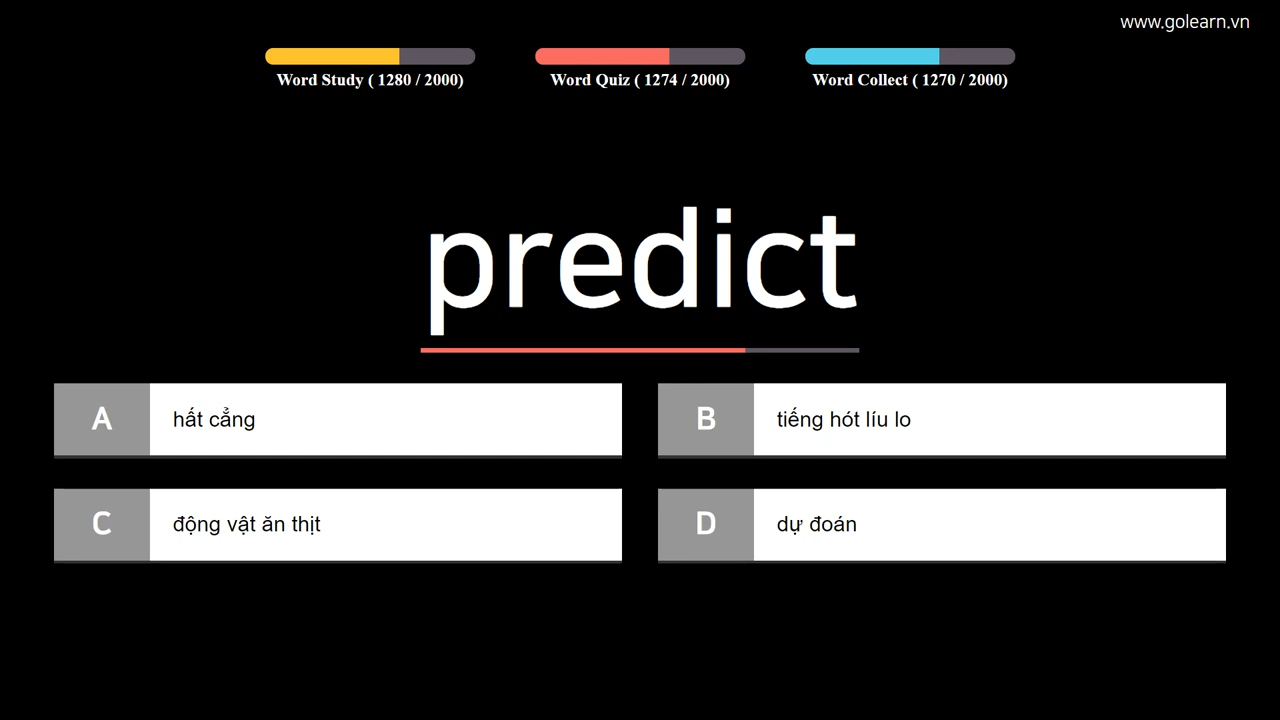 www.golearn.vn
Word Study ( 1280 / 2000)
Word Quiz ( 1274 / 2000)
Word Collect ( 1270 / 2000)
predict
A hất cẳng
B tiếng hót líu lo
C động vật ăn thịt
D dự đoán